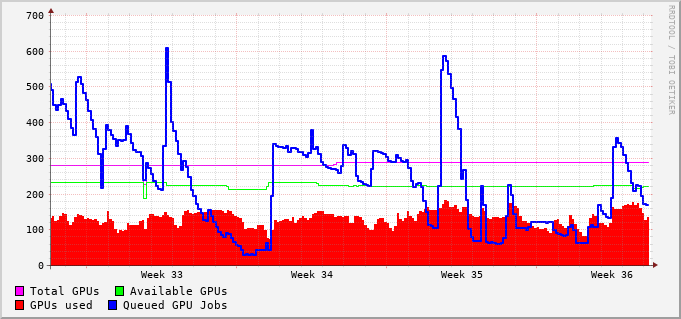 700
600
500
400
300
200
100
0
Week 33 Week 34 Week 35 Week 36
Total GPUs Available GPUs
GPUs used Queued GPU Jobs
RRDTOOL / TOBI OETIKER